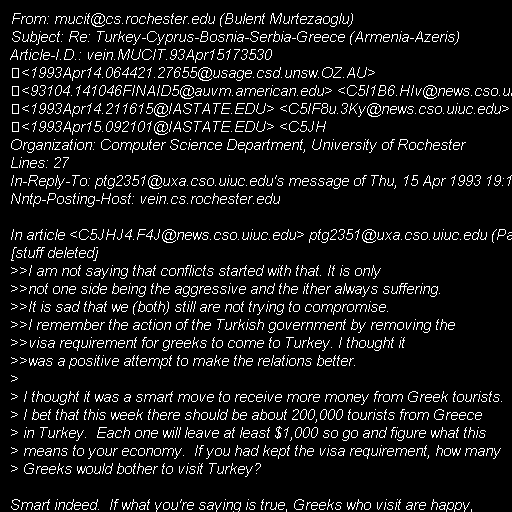 From: mucit@cs.rochester.edu (Bulent Murtezaoglu)
Subject: Re: Turkey-Cyprus-Bosnia-Serbia-Greece (Armenia-Azeris)
Article-I.D.: vein.MUCIT.93Apr15173530
<1993Apr14.064421.27655@usage.csd.unsw.OZ.AU>
<93104.141046FINAID5@auvm.american.edu> <C5I1B6.HIv@news.cso.u
<1993Apr14.211615@IASTATE.EDU> <C5IF8u.3Ky@news.cso.uiuc.edu>
<1993Apr15.092101@IASTATE.EDU> <C5JH
Organization: Computer Science Department, University of Rochester
Lines: 27
In-Reply-To: ptg2351@uxa.cso.uiuc.edu's message of Thu, 15 Apr 1993 19:1
Nntp-Posting-Host: vein.cs.rochester.edu

In article <C5JHJ4.F4J@news.cso.uiuc.edu> ptg2351@uxa.cso.uiuc.edu (Pa
[stuff deleted]
>>I am not saying that conflicts started with that. It is only
>>not one side being the aggressive and the ither always suffering.
>>It is sad that we (both) still are not trying to compromise.
>>I remember the action of the Turkish government by removing the
>>visa requirement for greeks to come to Turkey. I thought it
>>was a positive attempt to make the relations better.
>
> I thought it was a smart move to receive more money from Greek tourists.
> I bet that this week there should be about 200,000 tourists from Greece
> in Turkey.  Each one will leave at least $1,000 so go and figure what this
> means to your economy.  If you had kept the visa requirement, how many
> Greeks would bother to visit Turkey?

Smart indeed.  If what you're saying is true, Greeks who visit are happy,